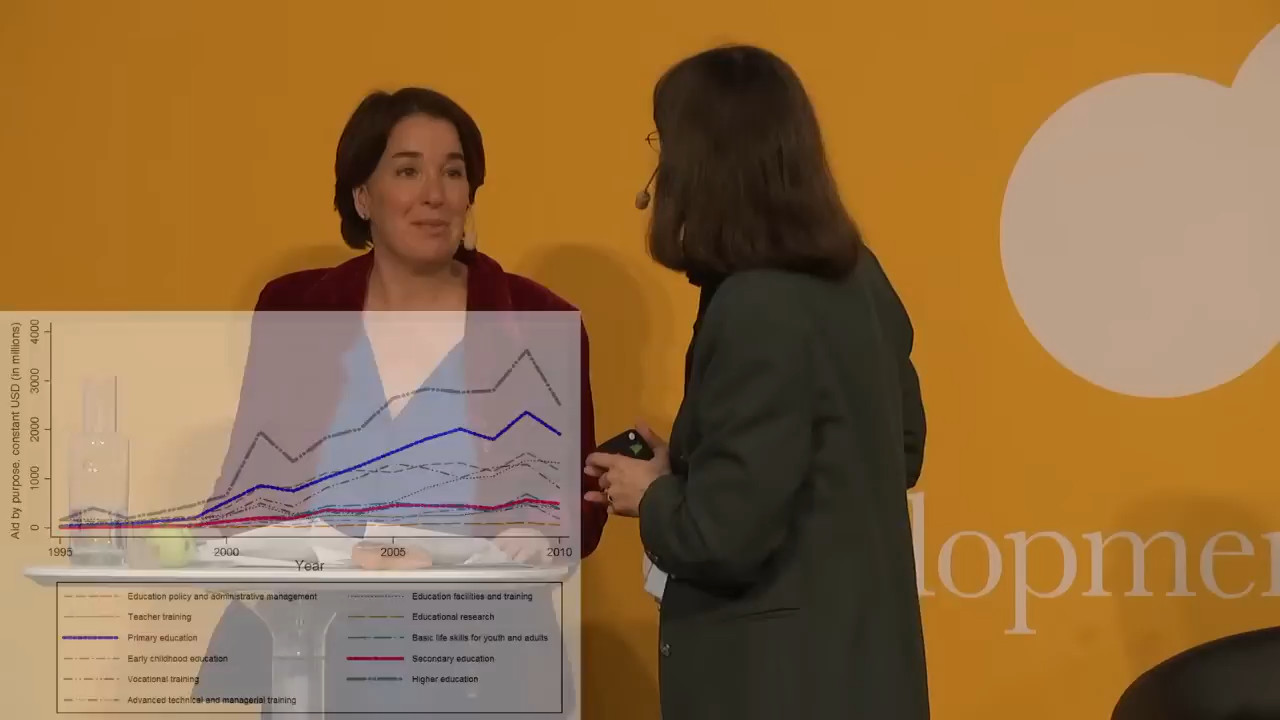 Aid by purpose, constant USD (in millions)
4000
3000
2000
1000
0
1995
2000
2005
2010
Year
Education policy and administrative management
Education facilities and training
Teacher training
Educational research
Primary education
Basic life skills for youth and adults
Early childhood education
Secondary education
Vocational training
Higher education
Advanced technical and managerial training
lopmen